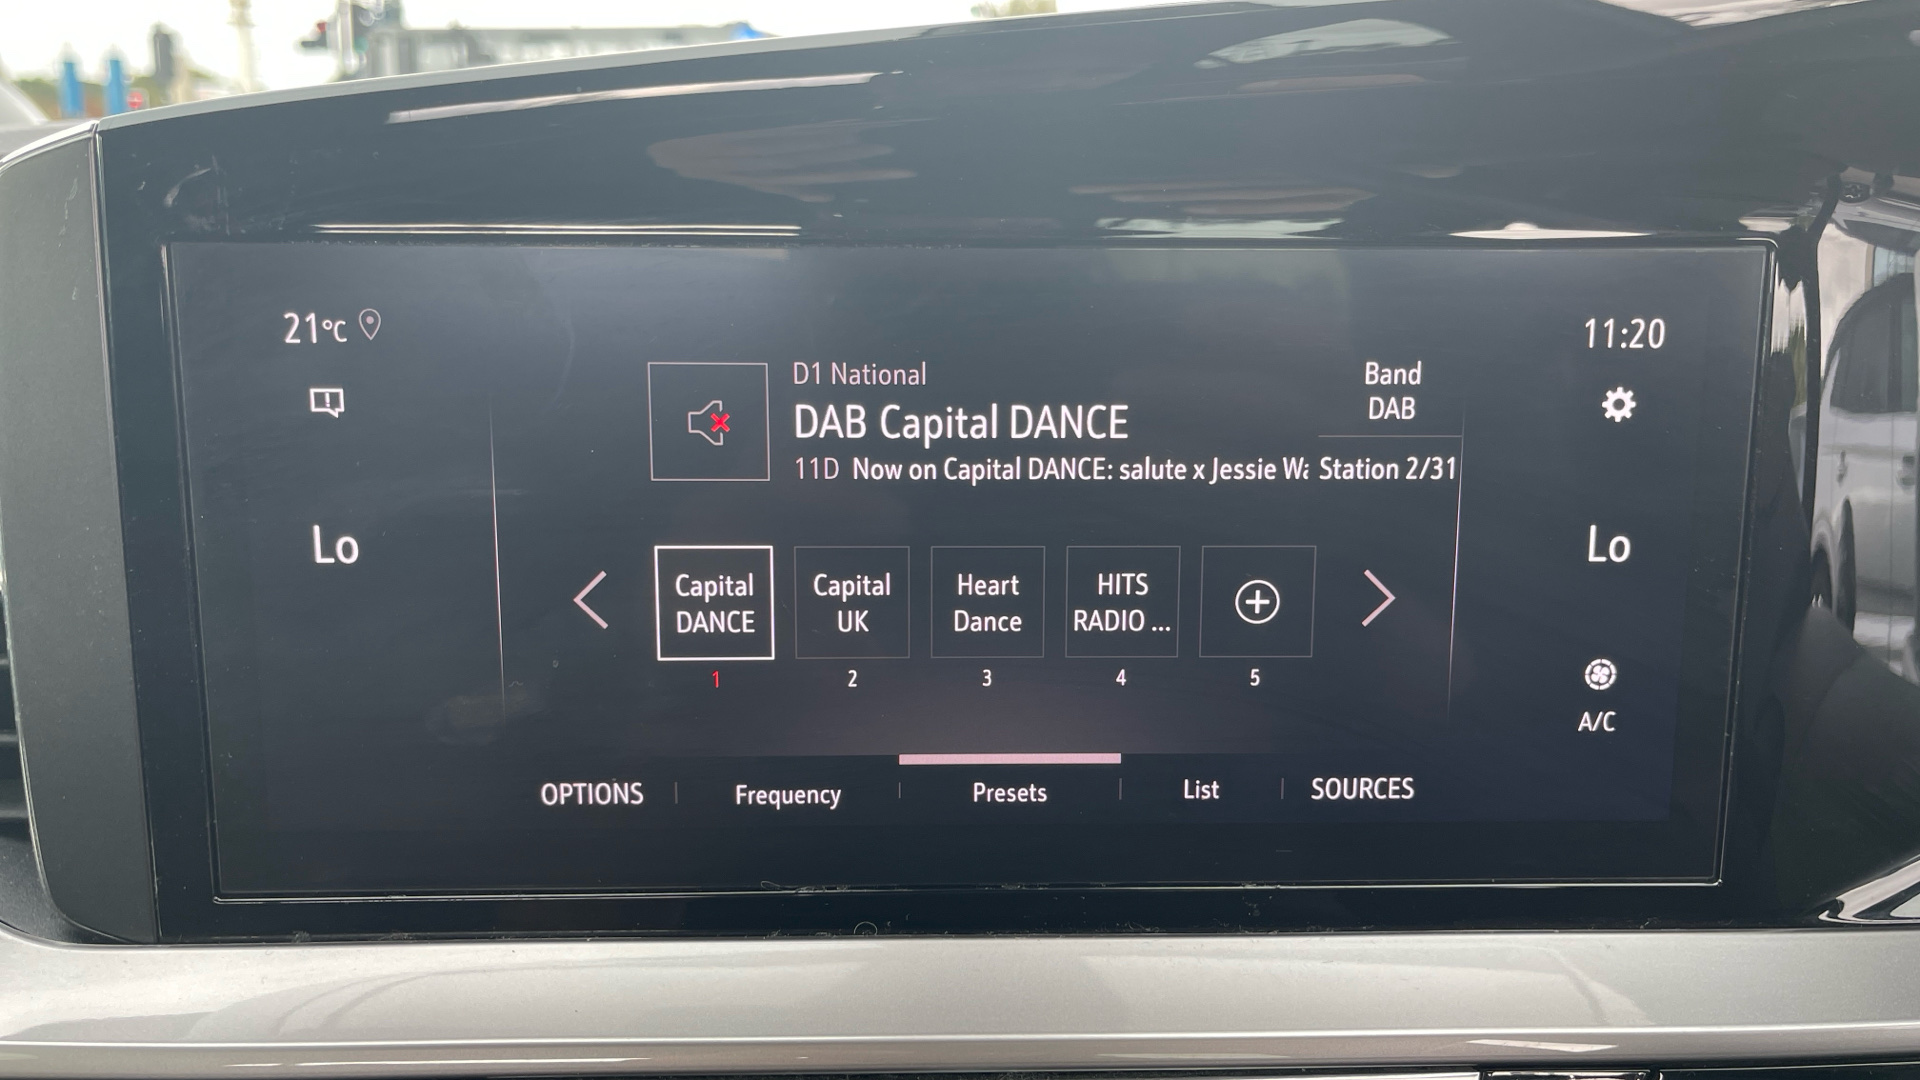 21°C
11:20
D1 National
Band
DAB
DAB Capital DANCE
11D Now on Capital DANCE: salute x Jessie
Station 2/31
Lo
Lo
Capital
DANCE
Capital
UK
Heart
Dance
HITS
RADIO ...
1
2
3
4
5
A/C
OPTIONS
Frequency
Presets
List
SOURCES